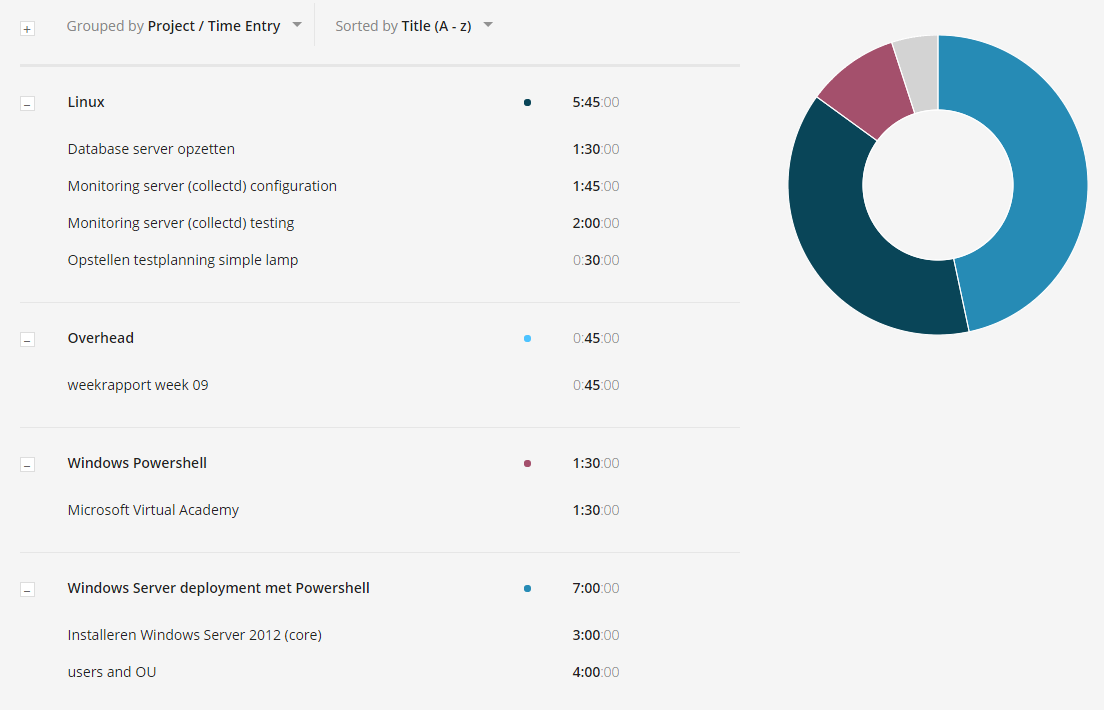 Grouped by Project / Time Entry Sorted by Title (A - z)
Linux 5:45:00
Database server opzetten 1:30:00
Monitoring server (collectd) configuration 1:45:00
Monitoring server (collectd) testing 2:00:00
Opstellen testplanning simple lamp 0:30:00
Overhead 0:45:00
weekrapport week 09 0:45:00
Windows Powershell 1:30:00
Microsoft Virtual Academy 1:30:00
Windows Server deployment met Powershell 7:00:00
Installeren Windows Server 2012 (core) 3:00:00
users and OU 4:00:00